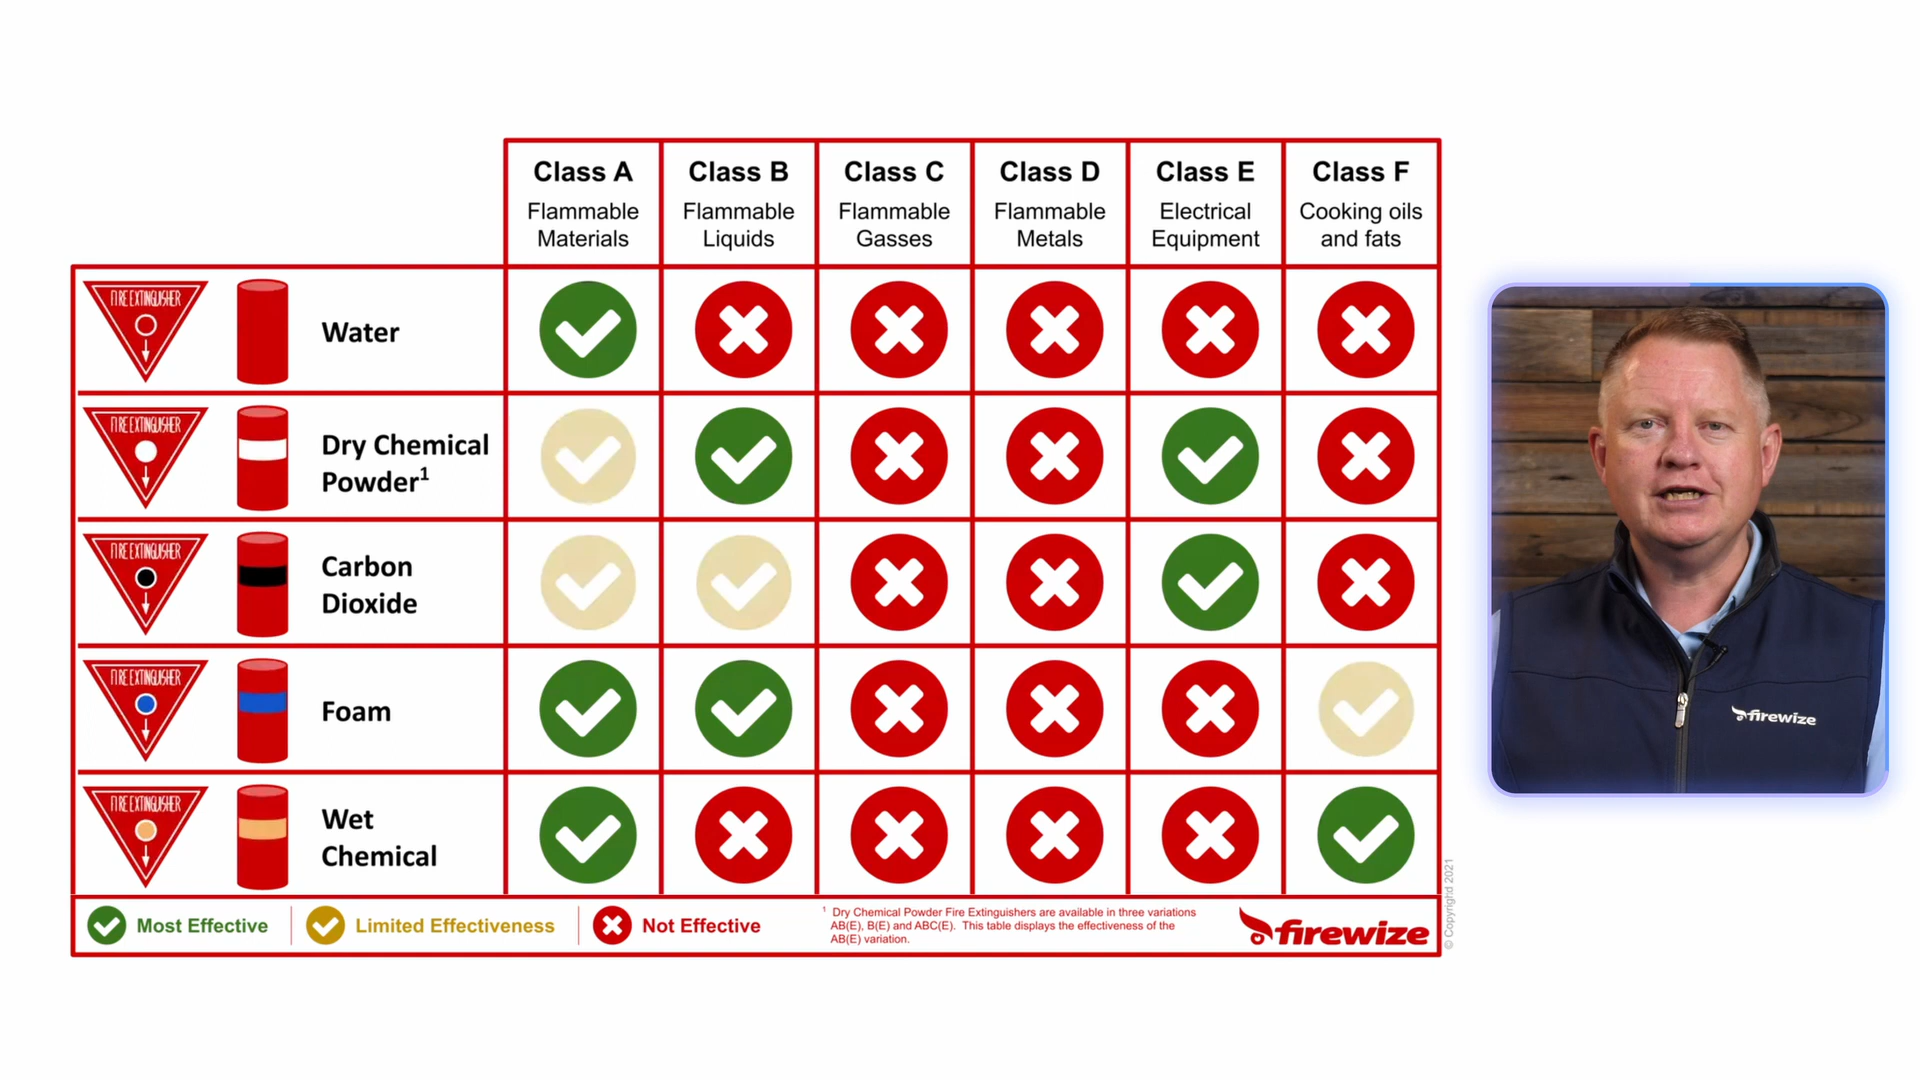 Class A
Flammable
Materials
Class B
Flammable
Liquids
Class C
Flammable
Gasses
Class D
Flammable
Metals
Class E
Electrical
Equipment
Class F
Cooking oils
and fats
FIRE EXTINGUISHER
Water
FIRE EXTINGUISHER
Dry Chemical
Powder1
FIRE EXTINGUISHER
Carbon
Dioxide
FIRE EXTINGUISHER
Foam
FIRE EXTINGUISHER
Wet
Chemical
Most Effective
Limited Effectiveness
Not Effective
1 Dry Chemical Powder Fire Extinguishers are available in three variations
AB(E), B(E) and ABC(E). This table displays the effectiveness of the
AB(E) variation.
firewize
© Copyrighd 2021
firewize